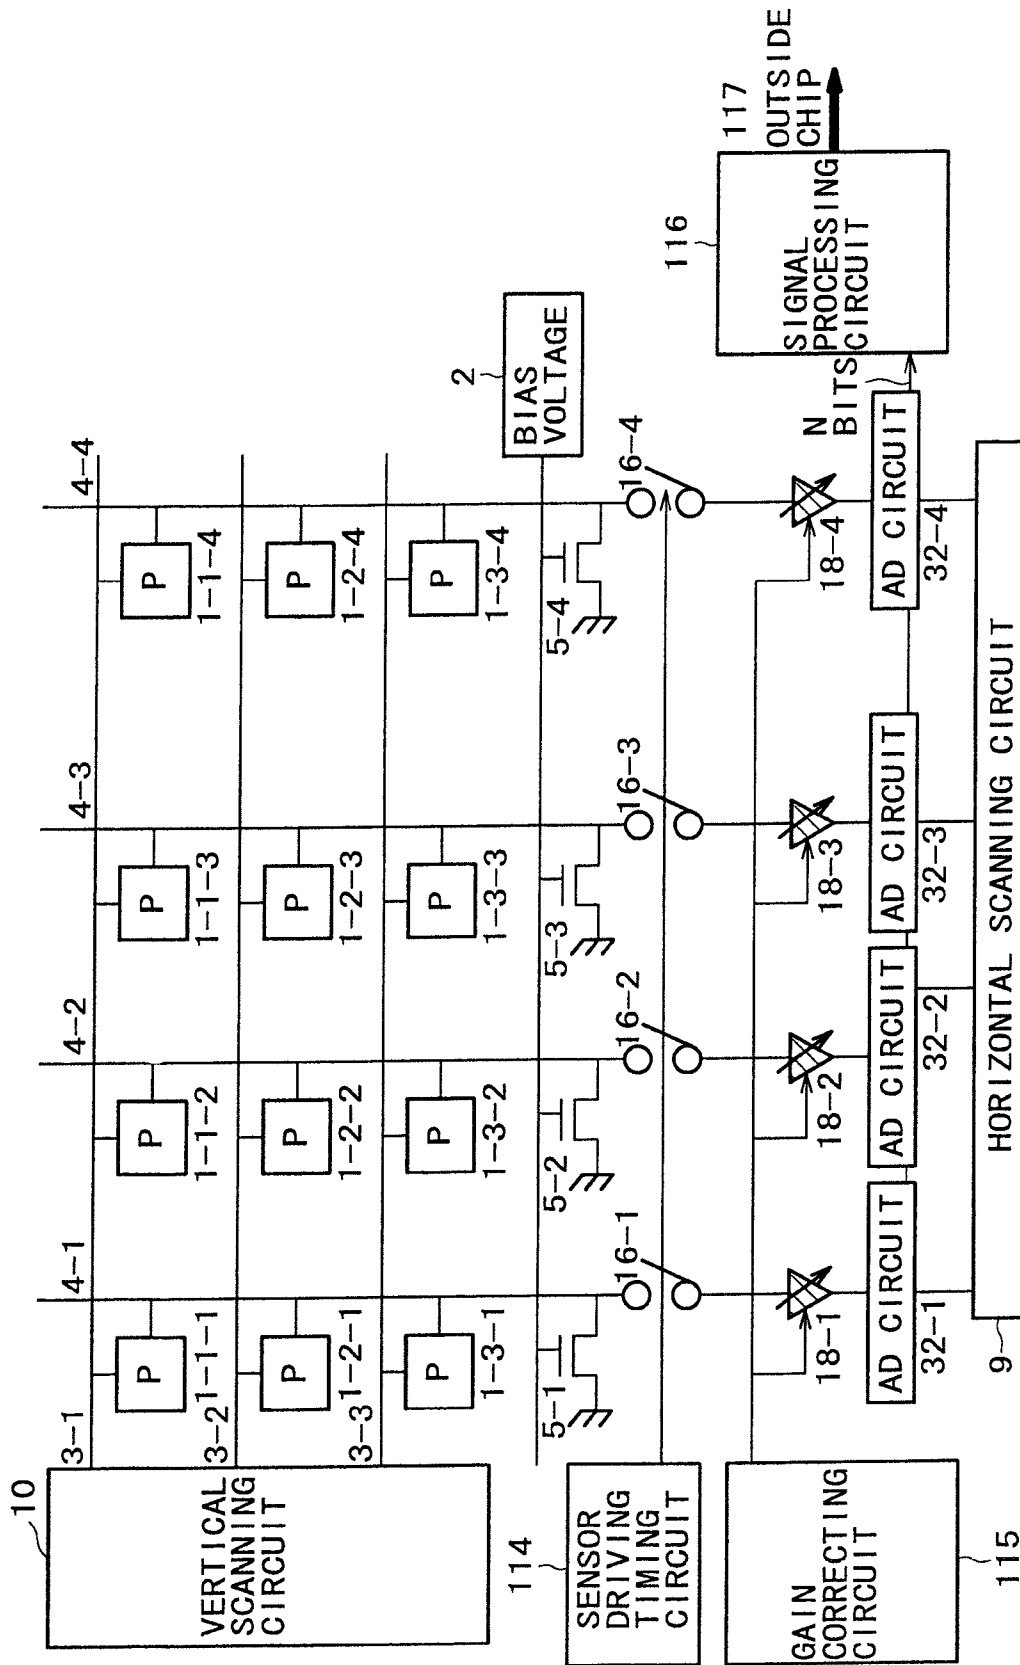 10
VERTICAL
SCANNING
CIRCUIT
3-1
3-2
3-3
4-1
4-2
4-3
4-4
P
1-1-1
P
1-1-2
P
1-1-3
P
1-1-4
P
1-2-1
P
1-2-2
P
1-2-3
P
1-2-4
P
1-3-1
P
1-3-2
P
1-3-3
P
1-3-4
2
BIAS
VOLTAGE
5-1
5-2
5-3
5-4
114
SENSOR
DRIVING
TIMING
CIRCUIT
16-1
16-2
16-3
16-4
GAIN
CORRECTING
CIRCUIT
115
18-1
18-2
18-3
18-4
AD CIRCUIT
AD CIRCUIT
AD CIRCUIT
AD CIRCUIT
32-1
32-2
32-3
32-4
N
BITS
116
SIGNAL
PROCESSING
CIRCUIT
117
OUTSIDE
CHIP
9
HORIZONTAL SCANNING CIRCUIT